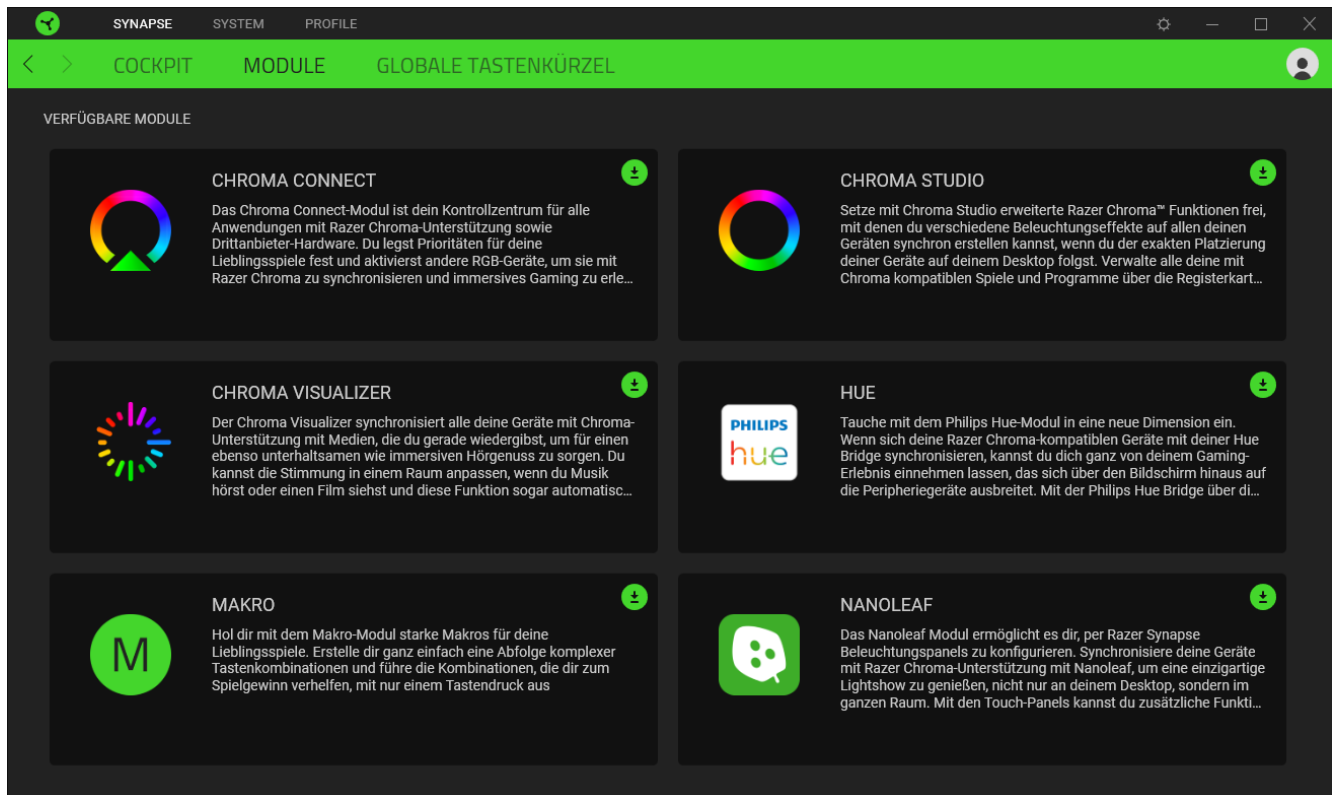 SYNAPSE SYSTEM PROFILE
COCKPIT MODULE GLOBALE TASTENKÜRZEL
VERFÜGBARE MODULE
CHROMA CONNECT
Das Chroma Connect-Modul ist dein Kontrollzentrum für alle
Anwendungen mit Razer Chroma-Unterstützung sowie
Drittanbieter-Hardware. Du legst Prioritäten für deine
Lieblingsspiele fest und aktivierst andere RGB-Geräte, um sie mit
Razer Chroma zu synchronisieren und immersives Gaming zu erle...
CHROMA STUDIO
Setze mit Chroma Studio erweiterte Razer Chroma™ Funktionen frei,
mit denen du verschiedene Beleuchtungseffekte auf allen deinen
Geräten synchron erstellen kannst, wenn du der exakten Platzierung
deiner Geräte auf deinem Desktop folgst. Verwalte alle deine mit
Chroma kompatiblen Spiele und Programme über die Registerkart...
CHROMA VISUALIZER
Der Chroma Visualizer synchronisiert alle deine Geräte mit Chroma-
Unterstützung mit Medien, die du gerade wiedergibst, um für einen
ebenso unterhaltsamen wie immersiven Hörgenuss zu sorgen. Du
kannst die Stimmung in einem Raum anpassen, wenn du Musik
hörst oder einen Film siehst und diese Funktion sogar automatisc...
PHILIPS
hue
HUE
Tauche mit dem Philips Hue-Modul in eine neue Dimension ein.
Wenn sich deine Razer Chroma-kompatiblen Geräte mit deiner Hue
Bridge synchronisieren, kannst du dich ganz von deinem Gaming-
Erlebnis einnehmen lassen, das sich über den Bildschirm hinaus auf
die Peripheriegeräte ausbreitet. Mit der Philips Hue Bridge über di...
M
MAKRO
Hol dir mit dem Makro-Modul starke Makros für deine
Lieblingsspiele. Erstelle dir ganz einfach eine Abfolge komplexer
Tastenkombinationen und führe die Kombinationen, die dir zum
Spielgewinn verhelfen, mit nur einem Tastendruck aus
NANOLEAF
Das Nanoleaf Modul ermöglicht es dir, per Razer Synapse
Beleuchtungspanels zu konfigurieren. Synchronisiere deine Geräte
mit Razer Chroma-Unterstützung mit Nanoleaf, um eine einzigartige
Lightshow zu genießen, nicht nur an deinem Desktop, sondern im
ganzen Raum. Mit den Touch-Panels kannst du zusätzliche Funkti...